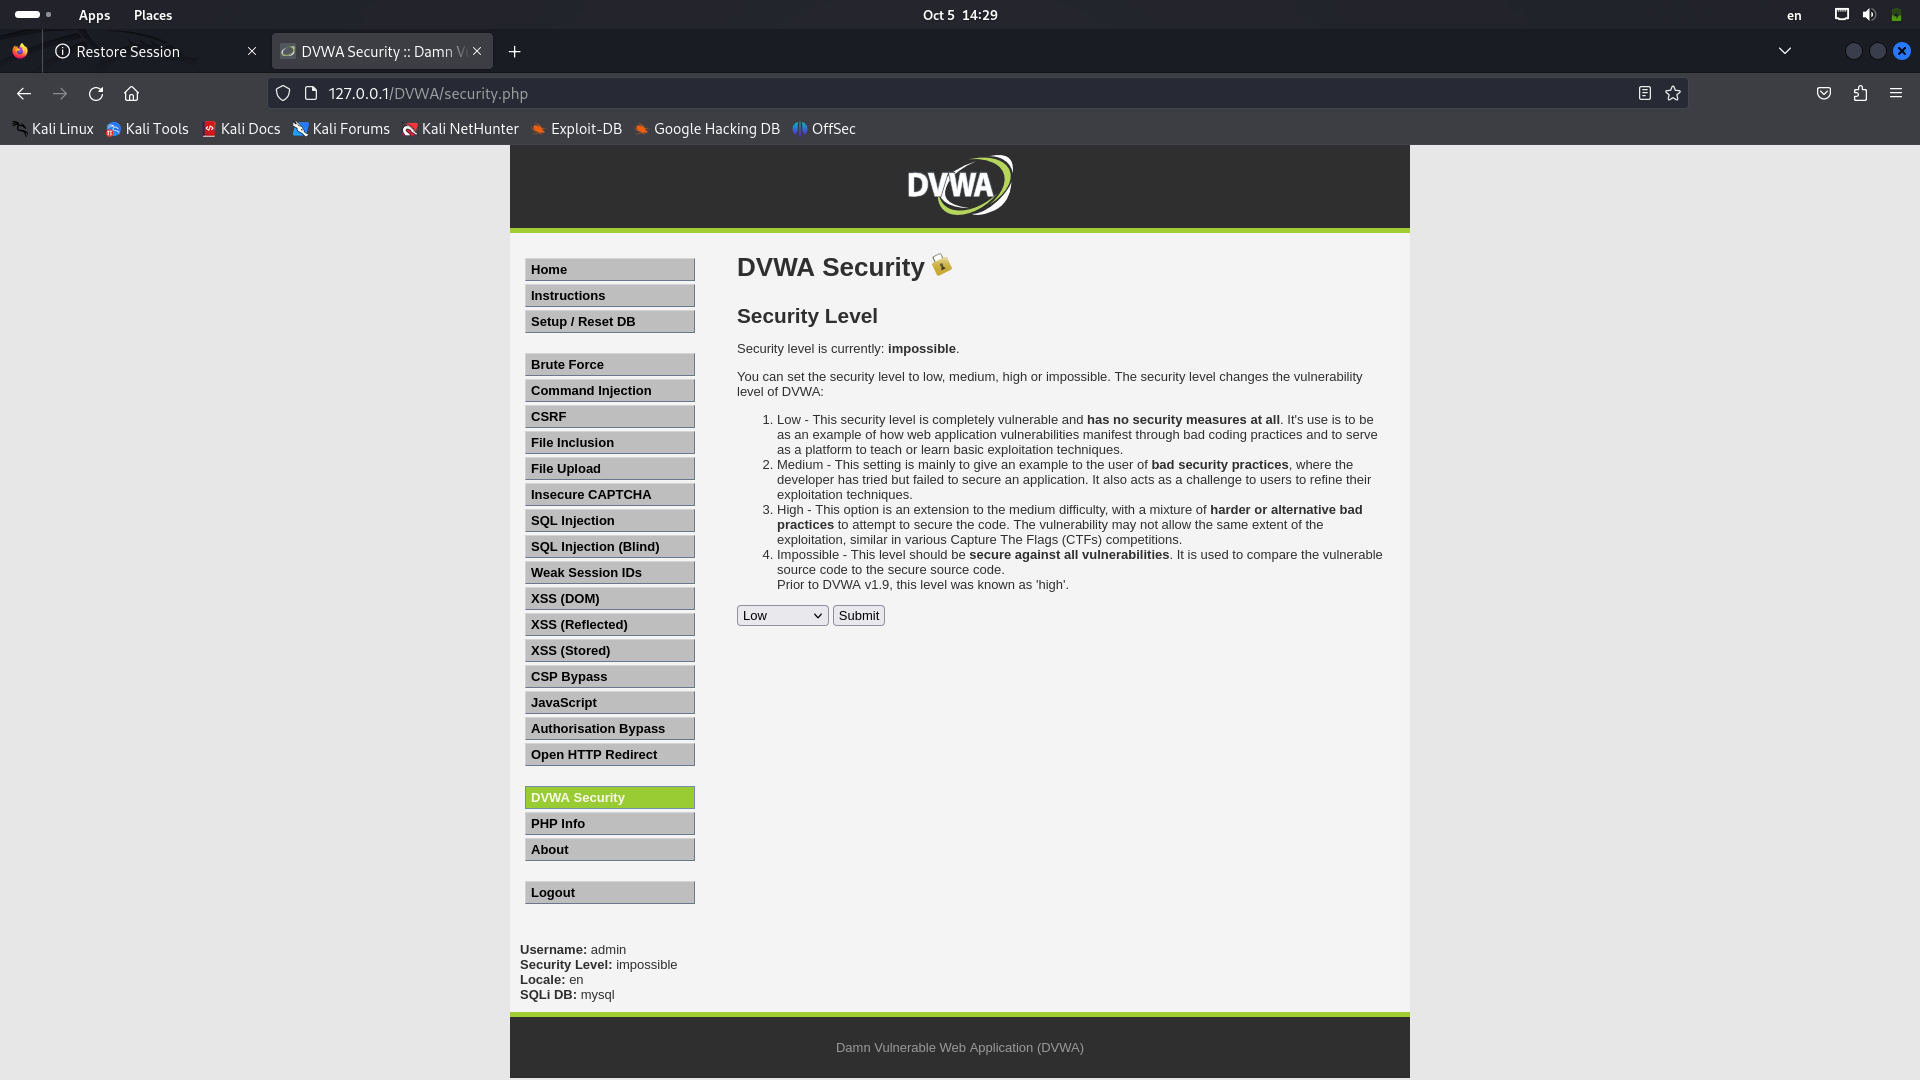 Apps Places Oct 5 14:29 en
Restore Session DVWA Security :: Damn V
127.0.0.1/DVWA/security.php
Kali Linux Kali Tools Kali Docs Kali Forums Kali NetHunter Exploit-DB Google Hacking DB OffSec
DVWA
Home
Instructions
Setup / Reset DB
Brute Force
Command Injection
CSRF
File Inclusion
File Upload
Insecure CAPTCHA
SQL Injection
SQL Injection (Blind)
Weak Session IDs
XSS (DOM)
XSS (Reflected)
XSS (Stored)
CSP Bypass
JavaScript
Authorisation Bypass
Open HTTP Redirect
DVWA Security
PHP Info
About
Logout
DVWA Security
Security Level
Security level is currently: impossible.
You can set the security level to low, medium, high or impossible. The security level changes the vulnerability
level of DVWA:
1. Low - This security level is completely vulnerable and has no security measures at all. It's use is to be
as an example of how web application vulnerabilities manifest through bad coding practices and to serve
as a platform to teach or learn basic exploitation techniques.
2. Medium - This setting is mainly to give an example to the user of bad security practices, where the
developer has tried but failed to secure an application. It also acts as a challenge to users to refine their
exploitation techniques.
3. High - This option is an extension to the medium difficulty, with a mixture of harder or alternative bad
practices to attempt to secure the code. The vulnerability may not allow the same extent of the
exploitation, similar in various Capture The Flags (CTFs) competitions.
4. Impossible - This level should be secure against all vulnerabilities. It is used to compare the vulnerable
source code to the secure source code.
Prior to DVWA v1.9, this level was known as 'high'.
Low Submit
Username: admin
Security Level: impossible
Locale: en
SQLi DB: mysql
Damn Vulnerable Web Application (DVWA)